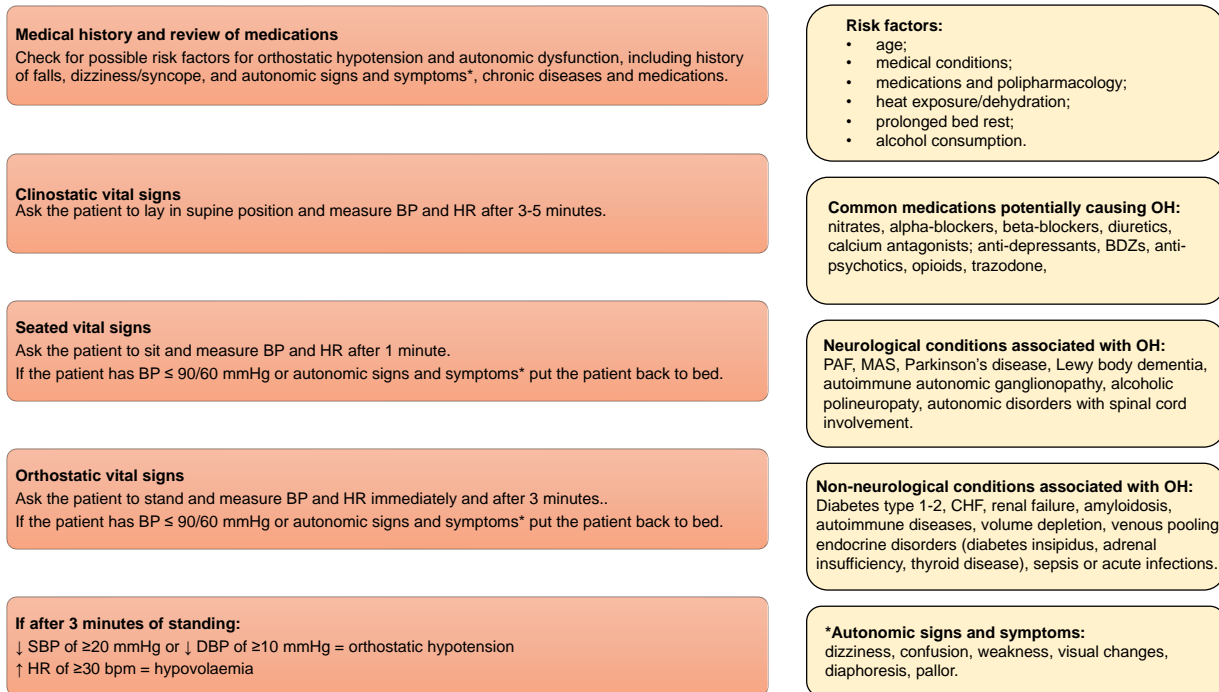 Medical history and review of medications
Check for possible risk factors for orthostatic hypotension and autonomic dysfunction, including history
of falls, dizziness/syncope, and autonomic signs and symptoms*, chronic diseases and medications.
Clinostatic vital signs
Ask the patient to lay in supine position and measure BP and HR after 3-5 minutes.
Seated vital signs
Ask the patient to sit and measure BP and HR after 1 minute.
If the patient has BP ≤ 90/60 mmHg or autonomic signs and symptoms* put the patient back to bed.
Orthostatic vital signs
Ask the patient to stand and measure BP and HR immediately and after 3 minutes..
If the patient has BP ≤ 90/60 mmHg or autonomic signs and symptoms* put the patient back to bed.
If after 3 minutes of standing:
↓ SBP of ≥20 mmHg or ↓ DBP of ≥10 mmHg = orthostatic hypotension
↑ HR of ≥30 bpm = hypovolaemia
Risk factors:
• age;
• medical conditions;
• medications and polipharmacology;
• heat exposure/dehydration;
• prolonged bed rest;
• alcohol consumption.
Common medications potentially causing OH:
nitrates, alpha-blockers, beta-blockers, diuretics,
calcium antagonists; anti-depressants, BDZs, anti-
psychotics, opioids, trazodone,
Neurological conditions associated with OH:
PAF, MAS, Parkinson's disease, Lewy body dementia,
autoimmune autonomic ganglionopathy, alcoholic
polineuropaty, autonomic disorders with spinal cord
involvement.
Non-neurological conditions associated with OH:
Diabetes type 1-2, CHF, renal failure, amyloidosis,
autoimmune diseases, volume depletion, venous pooling
endocrine disorders (diabetes insipidus, adrenal
insufficiency, thyroid disease), sepsis or acute infections.
*Autonomic signs and symptoms:
dizziness, confusion, weakness, visual changes,
diaphoresis, pallor.